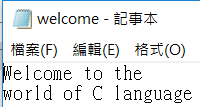 welcome - 記事本
檔案(F) 編輯(E) 格式(O)
Welcome to the
world of C language